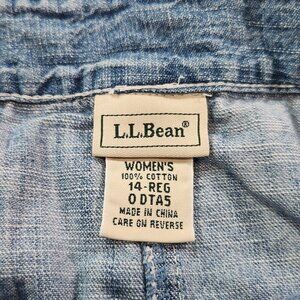 L.L.Bean®
WOMEN'S
100% COTTON
14-REG
0 DTA5
MADE IN CHINA
CARE ON REVERSE